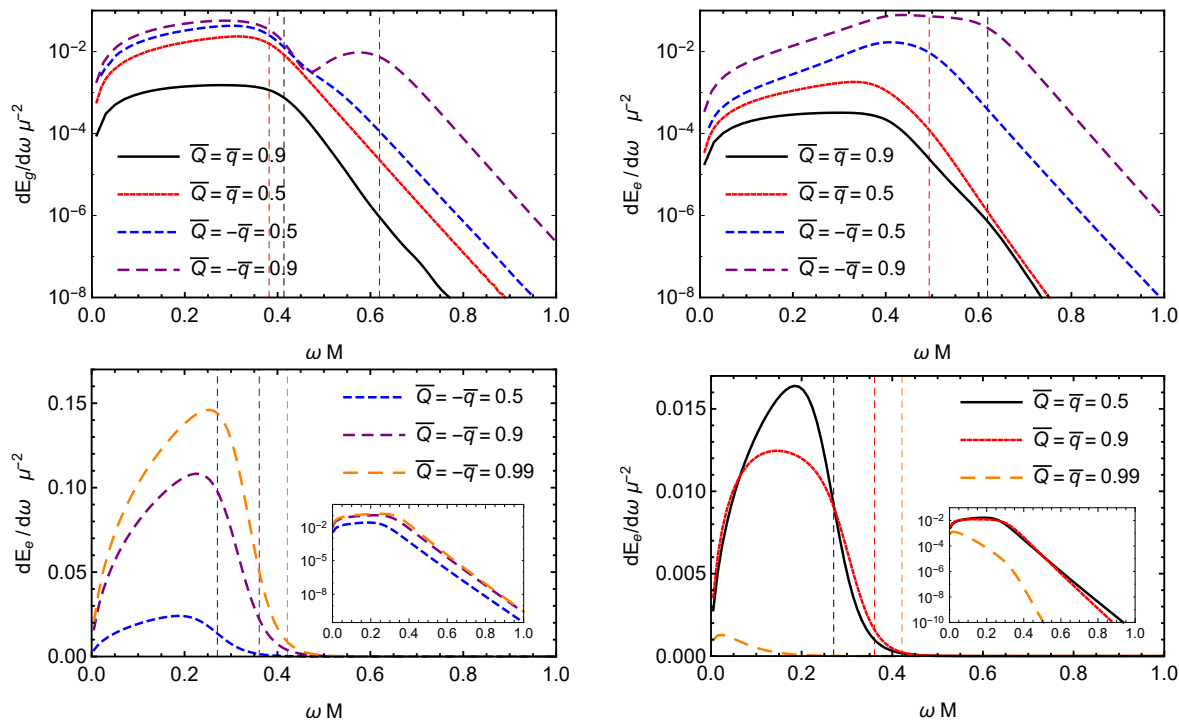 dE_g/dω μ⁻²
10⁻²
10⁻⁴
10⁻⁶
10⁻⁸
Q̅ = q̅ = 0.9
Q̅ = q̅ = 0.5
Q̅ = −q̅ = 0.5
Q̅ = −q̅ = 0.9
0.0 0.2 0.4 0.6 0.8 1.0
ω M
dE_e / dω μ⁻²
10⁻²
10⁻⁴
10⁻⁶
10⁻⁸
Q̅ = q̅ = 0.9
Q̅ = q̅ = 0.5
Q̅ = −q̅ = 0.5
Q̅ = −q̅ = 0.9
0.0 0.2 0.4 0.6 0.8 1.0
ω M
dE_e / dω μ⁻²
0.15
0.10
0.05
0.00
Q̅ = −q̅ = 0.5
Q̅ = −q̅ = 0.9
Q̅ = −q̅ = 0.99
10⁻²
10⁻⁵
10⁻⁸
0.0 0.2 0.4 0.6 0.8 1.0
0.0 0.2 0.4 0.6 0.8 1.0
ω M
dE_e/dω μ⁻²
0.015
0.010
0.005
0.000
Q̅ = q̅ = 0.5
Q̅ = q̅ = 0.9
Q̅ = q̅ = 0.99
10⁻²
10⁻⁴
10⁻⁶
10⁻⁸
10⁻¹⁰
0.0 0.2 0.4 0.6 0.8 1.0
0.0 0.2 0.4 0.6 0.8 1.0
ω M